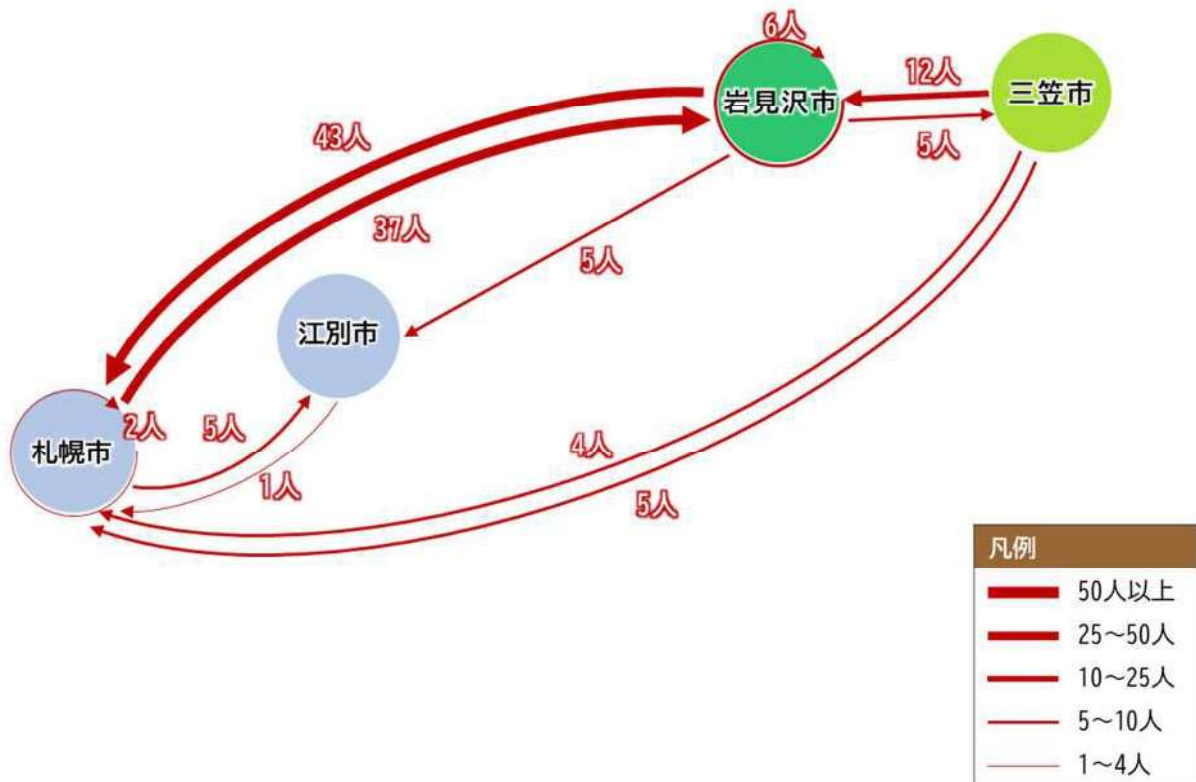 6人
岩見沢市
12人
三笠市
43人
5人
37人
5人
江別市
2人
5人
札幌市
4人
1人
5人
凡例
50人以上
25～50人
10～25人
5～10人
1～4人